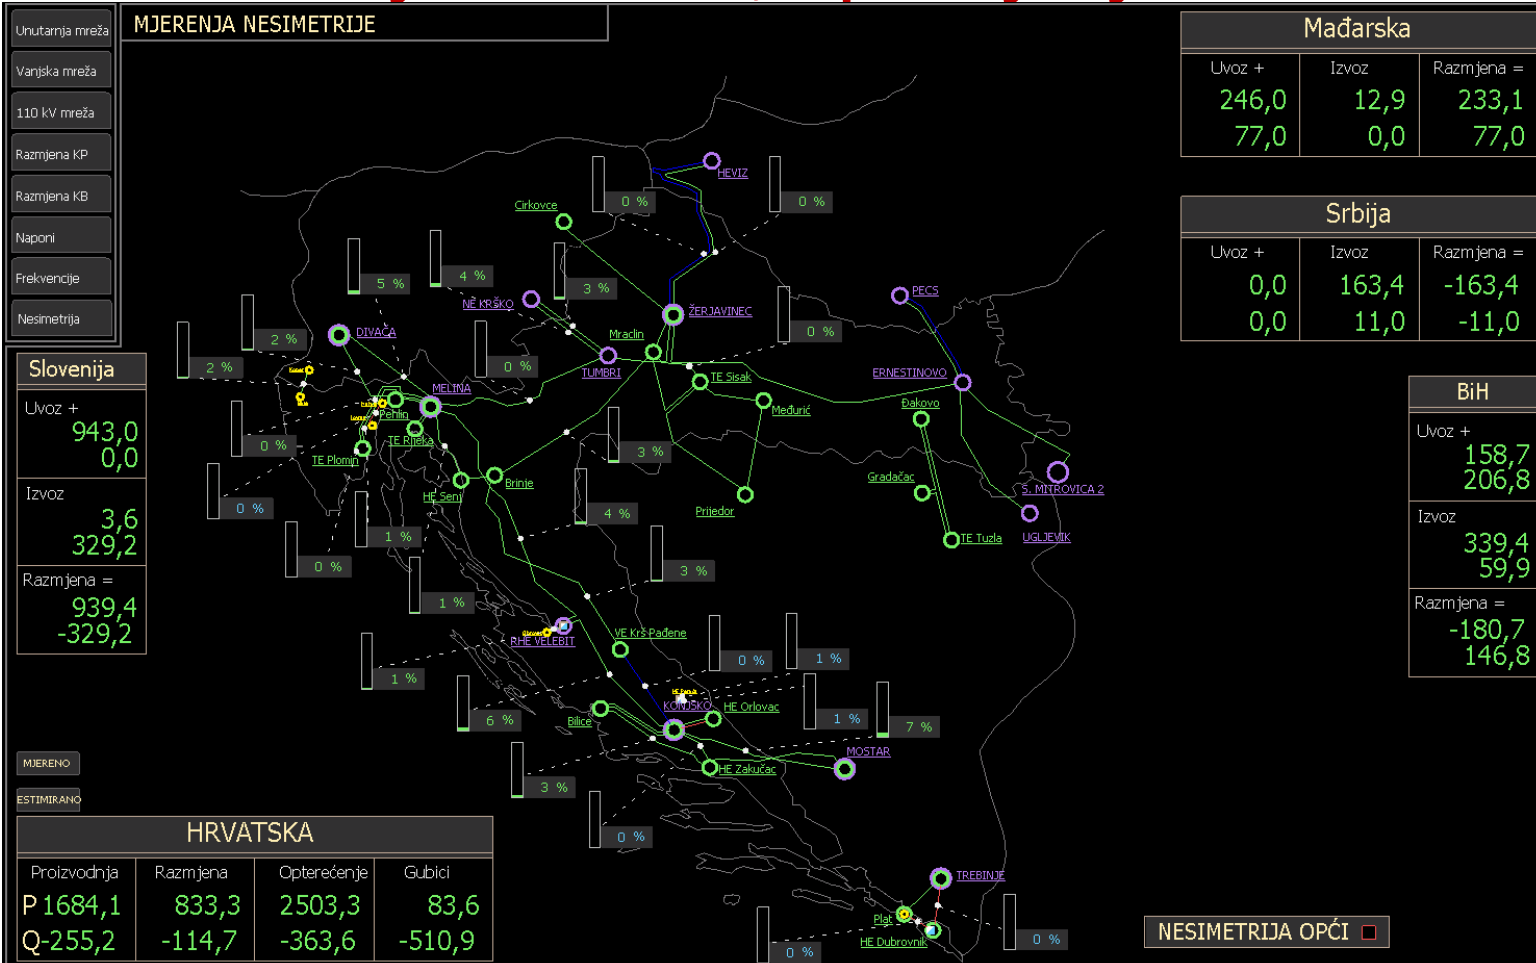 MJERENJA NESIMETRIJE
Unutarnja mreža
Vanjska mreža
110 kV mreža
Razmjena KP
Razmjena KB
Naponi
Frekvencije
Nesimetrija
Mađarska
Uvoz + Izvoz Razmjena =
246,0 12,9 233,1
77,0 0,0 77,0
Srbija
Uvoz + Izvoz Razmjena =
0,0 163,4 -163,4
0,0 11,0 -11,0
Slovenija
Uvoz +
943,0
0,0
Izvoz
3,6
329,2
Razmjena =
939,4
-329,2
BiH
Uvoz +
158,7
206,8
Izvoz
339,4
59,9
Razmjena =
-180,7
146,8
HEVIZ
0 %
0 %
Cirkovce
5 %
4 %
3 %
NE KRŠKO
PECS
ŽERJAVINEC
2 %
DIVAČA
Mraclin
0 %
2 %
0 %
TUMBRI
TE Sisak
ERNESTINOVO
MELINA
Pehlin
Međurić
Đakovo
0 %
TE Rijeka
TE Plomin
3 %
HE Senj
Brinje
Gradačac
S. MITROVICA 2
0 %
Prijedor
4 %
1 %
TE Tuzla
UGLJEVIK
0 %
3 %
1 %
RHE VELEBIT
VE Krš Pađene
0 %
1 %
1 %
KONJSKO
HE Orlovac
6 %
Bilice
1 %
7 %
MOSTAR
HE Zakučac
3 %
0 %
TREBINJE
Plat
HE Dubrovnik
0 %
0 %
MJERENO
ESTIMIRANO
HRVATSKA
Proizvodnja Razmjena Opterećenje Gubici
P 1684,1 833,3 2503,3 83,6
Q -255,2 -114,7 -363,6 -510,9
NESIMETRIJA OPĆI